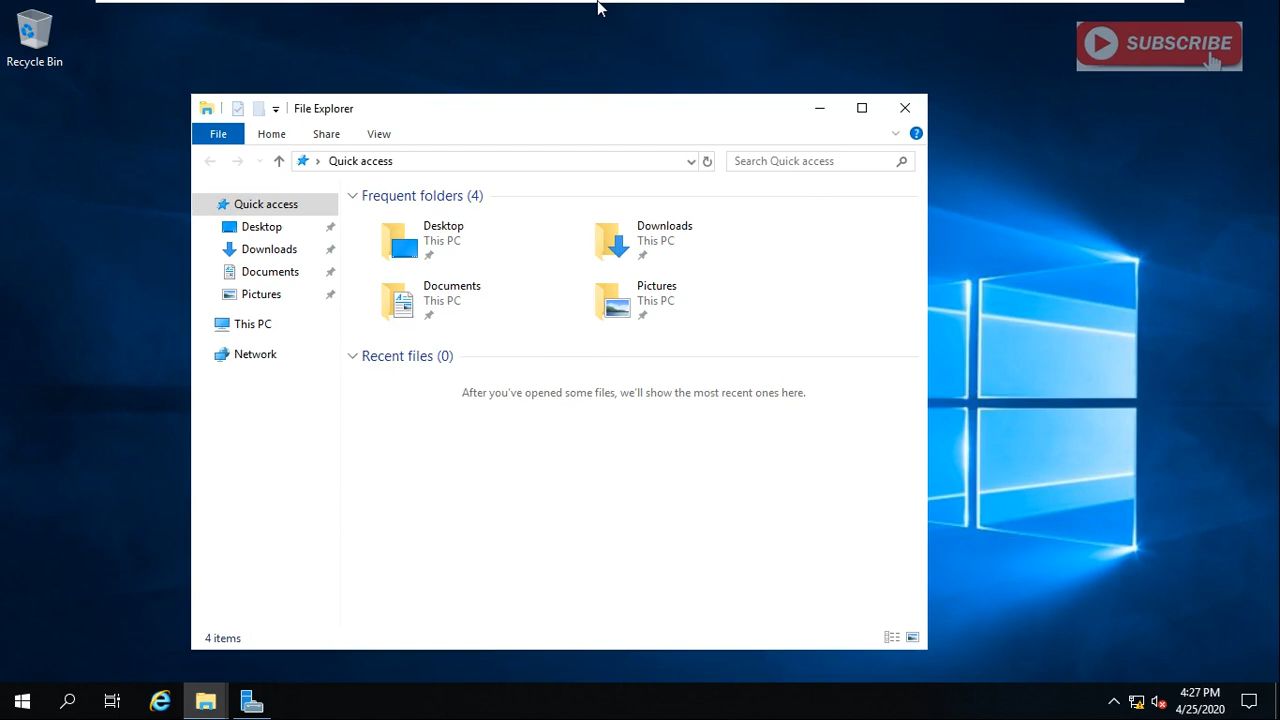 Recycle Bin
SUBSCRIBE
File Explorer
File
Home
Share
View
Quick access
Search Quick access
Quick access
Desktop
Downloads
Documents
Pictures
This PC
Network
Frequent folders (4)
Desktop
This PC
Downloads
This PC
Documents
This PC
Pictures
This PC
Recent files (0)
After you've opened some files, we'll show the most recent ones here.
4 items
4:27 PM
4/25/2020